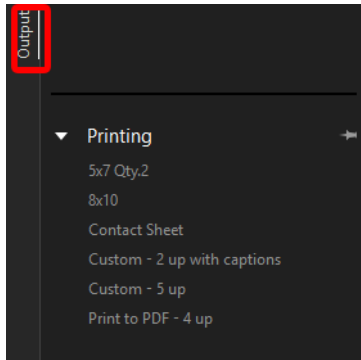 Output
Printing
5x7 Qty.2
8x10
Contact Sheet
Custom - 2 up with captions
Custom - 5 up
Print to PDF - 4 up